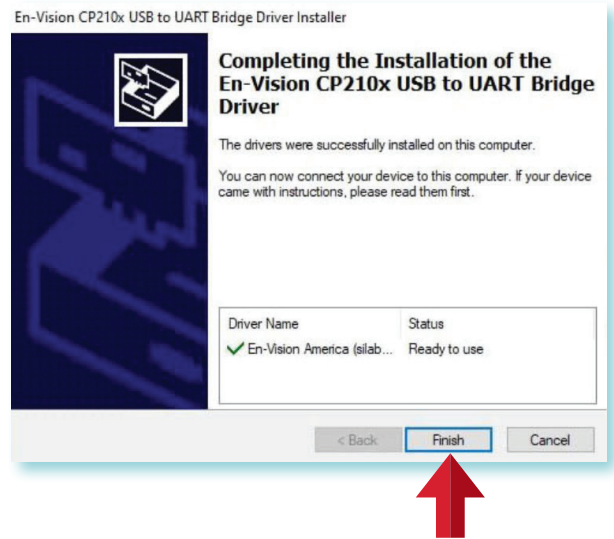 En-Vision CP210x USB to UART Bridge Driver Installer
Completing the Installation of the
En-Vision CP210x USB to UART Bridge
Driver
The drivers were successfully installed on this computer.
You can now connect your device to this computer. If your device
came with instructions, please read them first.
Driver Name Status
En-Vision America (silab... Ready to use
< Back Finish Cancel